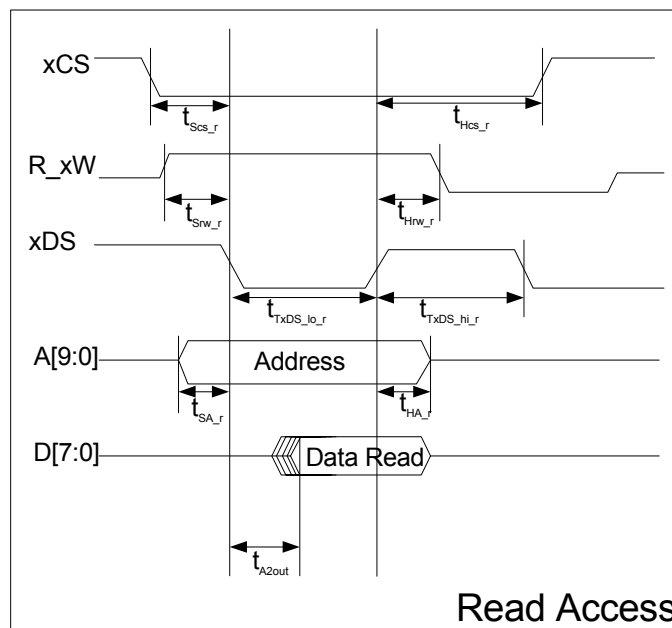 xCS
tScs_r
tHcs_r
R_xW
tSrw_r
tHrw_r
xDS
tTxDS_lo_r
tTxDS_hi_r
A[9:0]
Address
tSA_r
tHA_r
D[7:0]
Data Read
tA2out
Read Access